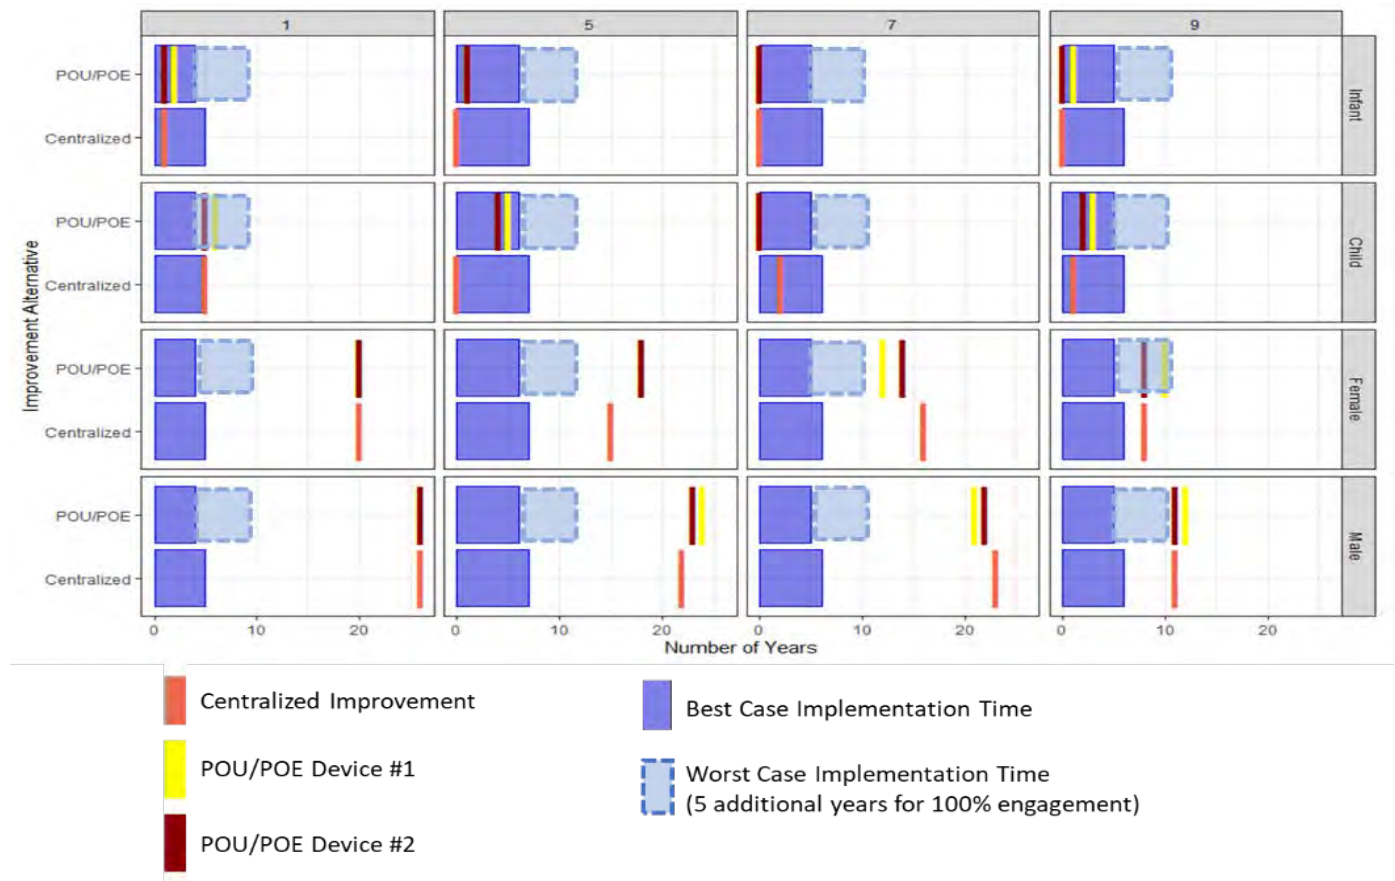 1 5 7 9
POU/POE
Centralized
Infant
POU/POE
Centralized
Child
POU/POE
Centralized
Female
POU/POE
Centralized
Male
Improvement Alternative
0 10 20 0 10 20 0 10 20 0 10 20
Number of Years
Centralized Improvement
POU/POE Device #1
POU/POE Device #2
Best Case Implementation Time
Worst Case Implementation Time
(5 additional years for 100% engagement)